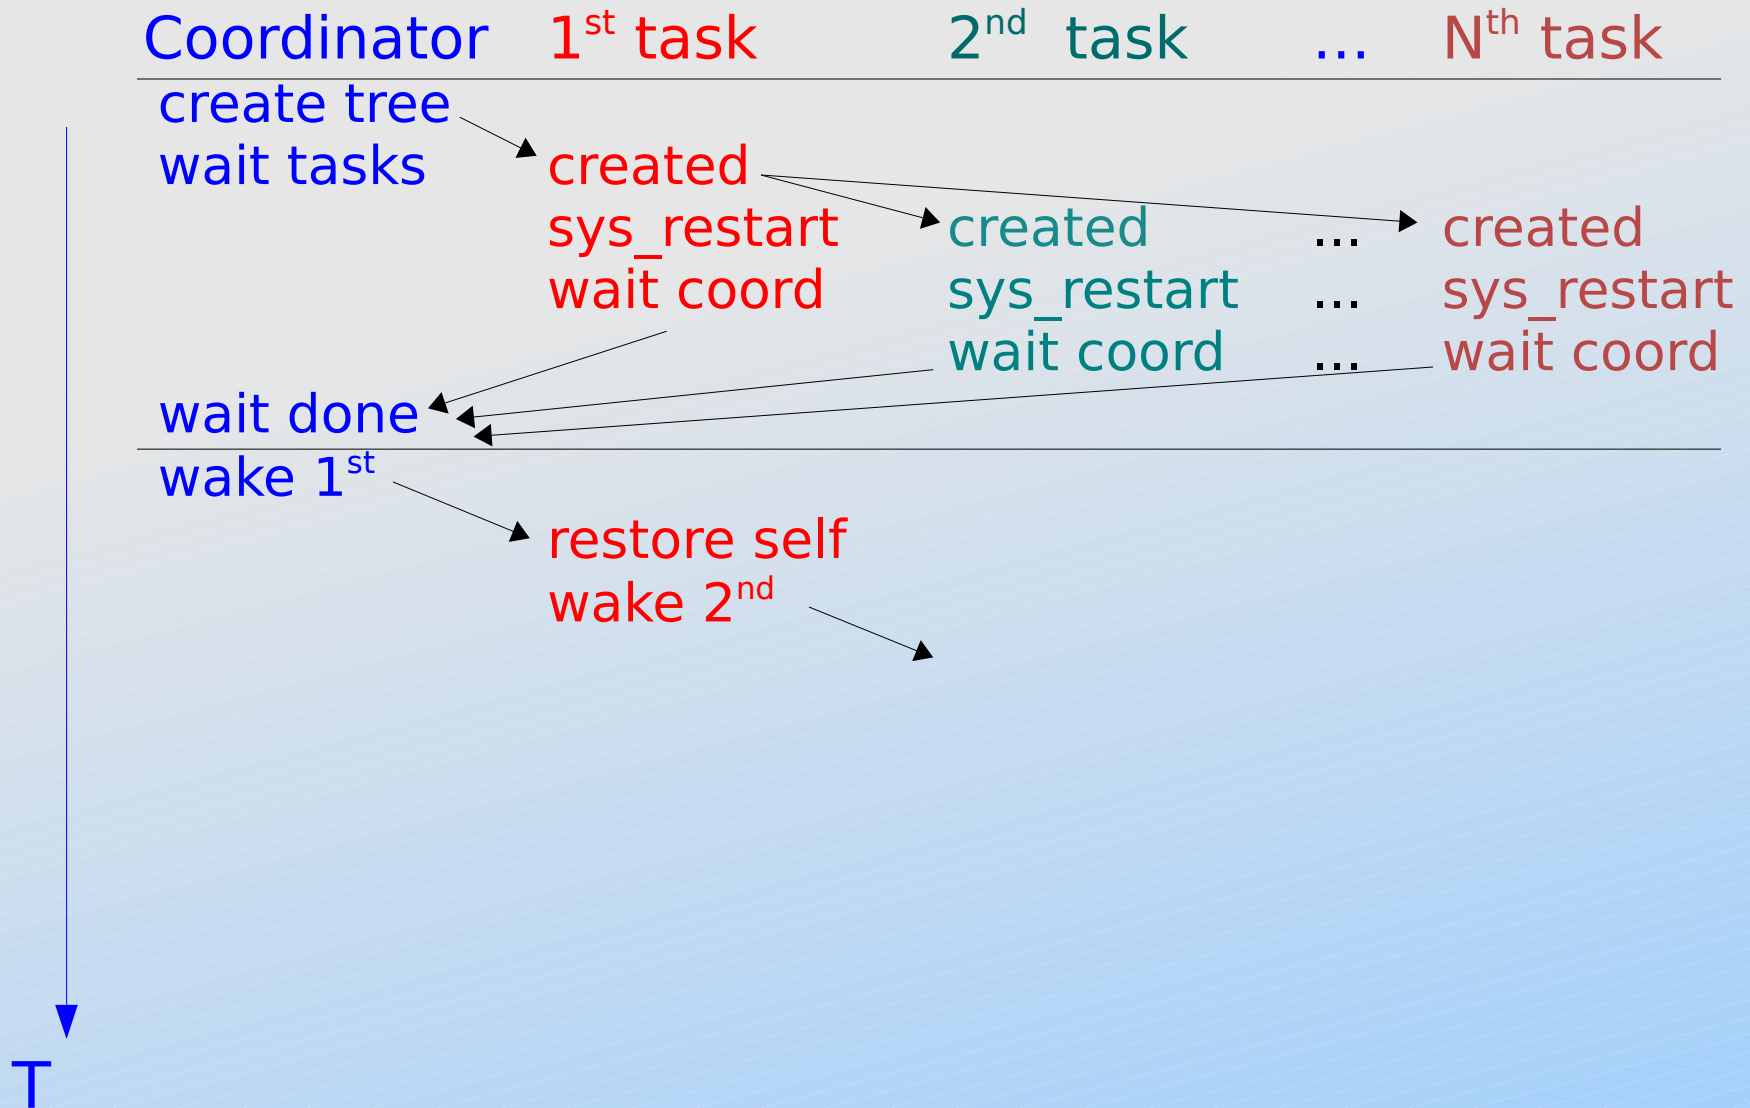 Coordinator 1st task 2nd task ... Nth task
create tree
wait tasks created
sys_restart created ... created
wait coord sys_restart ... sys_restart
wait coord ... wait coord
wait done
wake 1st
restore self
wake 2nd
T